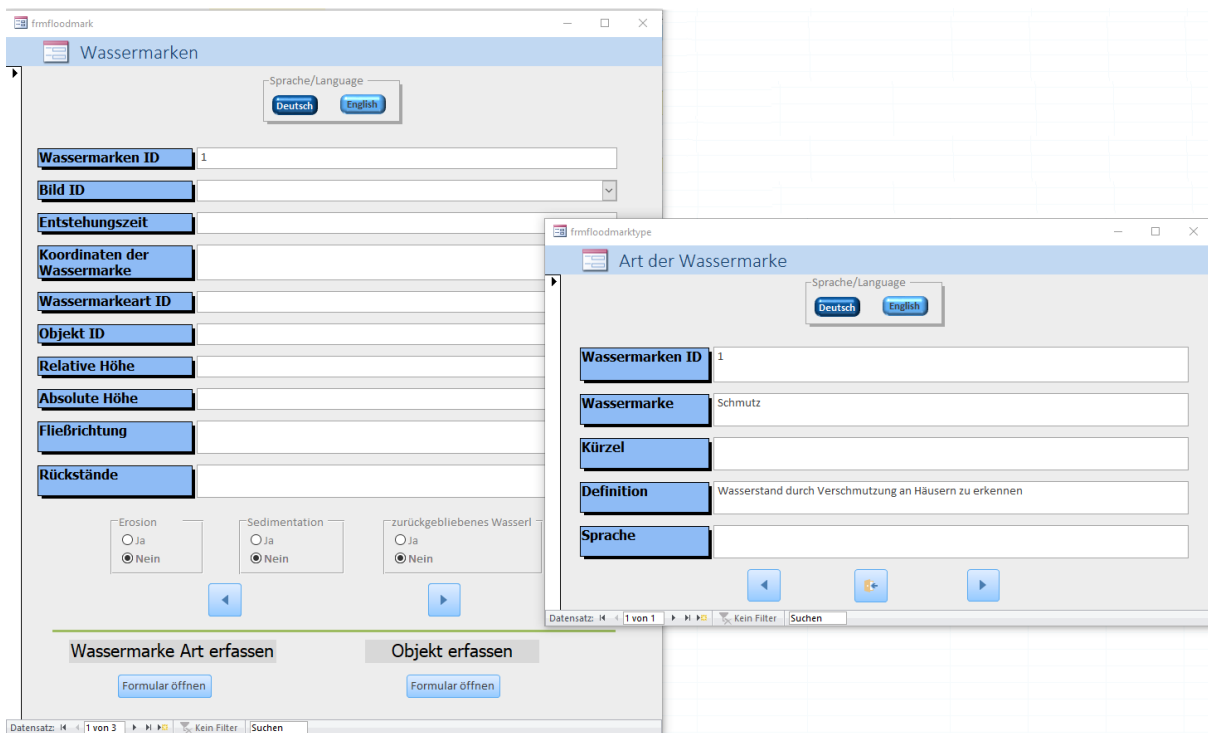 frmfloodmark
Wassermarken
Sprache/Language
Deutsch English
Wassermarken ID 1
Bild ID
Entstehungszeit
Koordinaten der
Wassermarke
Wassermarkeart ID
Objekt ID
Relative Höhe
Absolute Höhe
Fließrichtung
Rückstände
Erosion Sedimentation zurückgebliebenes Wasserl
Ja Ja Ja
Nein Nein Nein
Wassermarke Art erfassen Objekt erfassen
Formular öffnen Formular öffnen
Datensatz: 1 von 3 Kein Filter Suchen
frmfloodmarktype
Art der Wassermarke
Sprache/Language
Deutsch English
Wassermarken ID 1
Wassermarke Schmutz
Kürzel
Definition Wasserstand durch Verschmutzung an Häusern zu erkennen
Sprache
Datensatz: 1 von 1 Kein Filter Suchen